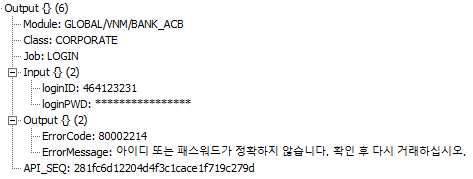 Output {} (6)
Module: GLOBAL/VNM/BANK_ACB
Class: CORPORATE
Job: LOGIN
Input {} (2)
loginID: 464123231
loginPWD: ****************
Output {} (2)
ErrorCode: 80002214
ErrorMessage: 아이디 또는 패스워드가 정확하지 않습니다. 확인 후 다시 거래하십시오.
API_SEQ: 281fc6d12204d4f3c1cace1f719c279d